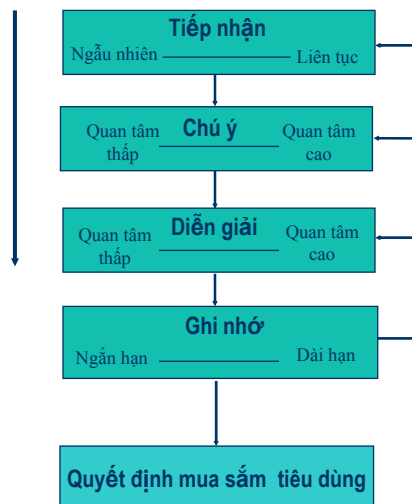 Tiếp nhận
Ngẫu nhiên Liên tục
Chú ý
Quan tâm thấp
Quan tâm cao
Diễn giải
Quan tâm thấp
Quan tâm cao
Ghi nhớ
Ngắn hạn Dài hạn
Quyết định mua sắm tiêu dùng